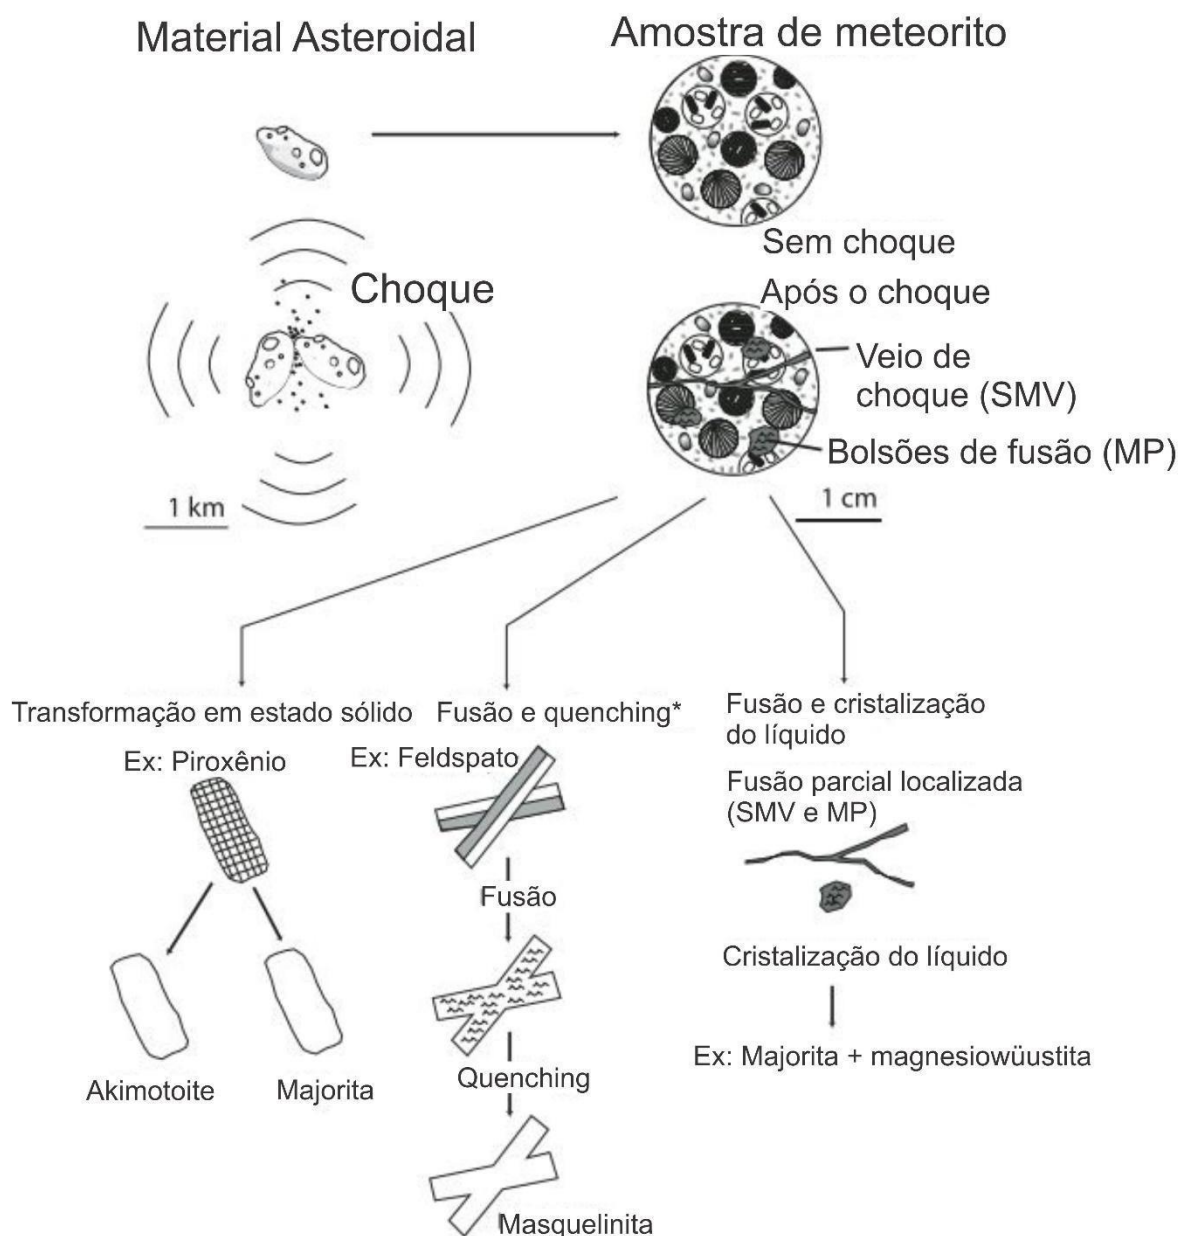 Material Asteroidal
Amostra de meteorito
Sem choque
Choque
Após o choque
Veio de
choque (SMV)
Bolsões de fusão (MP)
1 km
1 cm
Transformação em estado sólido
Ex: Piroxênio
Akimotoite
Majorita
Fusão e quenching*
Ex: Feldspato
Fusão
Quenching
Masquelinita
Fusão e cristalização
do líquido
Fusão parcial localizada
(SMV e MP)
Cristalização do líquido
Ex: Majorita + magnesiowüustita